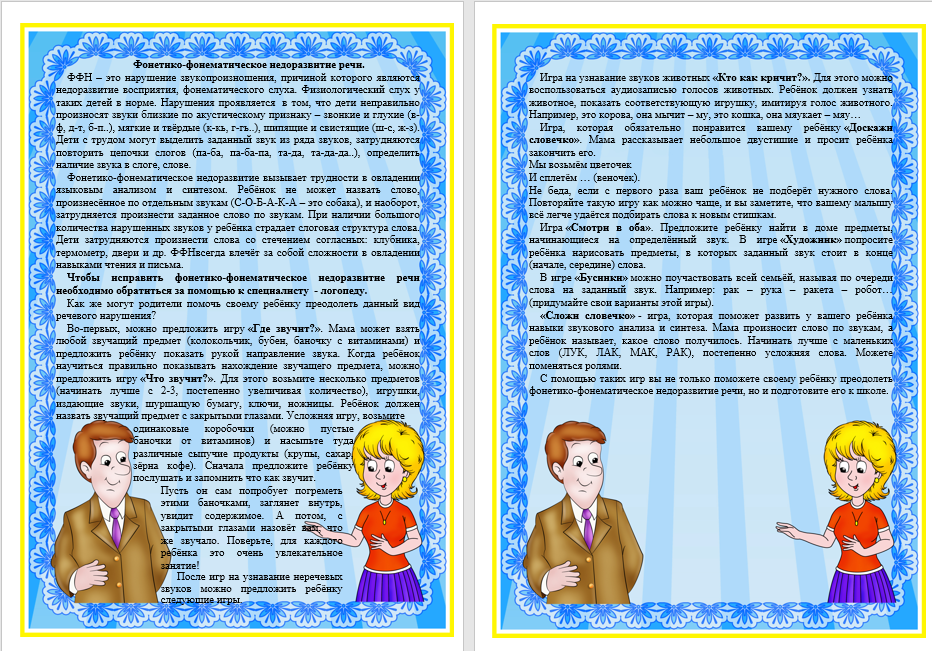 Фонетико-фонематическое недоразвитие речи.
ФФН – это нарушение звукопроизношения, причиной которого являются
недоразвитие восприятия, фонематического слуха. Физиологический слух у
таких детей в норме. Нарушения проявляется в том, что дети неправильно
произносят звуки близкие по акустическому признаку – звонкие и глухие (в-
ф, д-т, б-п..), мягкие и твёрдые (к-кь, г-гь..), шипящие и свистящие (ш-с, ж-з).
Дети с трудом могут выделить заданный звук из ряда звуков, затрудняются
повторить цепочки слогов (па-ба, па-ба-па, та-да, та-да-да..), определить
наличие звука в слоге, слове.
Фонетико-фонематическое недоразвитие вызывает трудности в овладении
языковым анализом и синтезом. Ребёнок не может назвать слово,
произнесённое по отдельным звукам (С-О-Б-А-К-А – это собака), и наоборот,
затрудняется произнести заданное слово по звукам. При наличии большого
количества нарушенных звуков у ребёнка страдает слоговая структура слова.
Дети затрудняются произнести слова со стечением согласных: клубника,
термометр, двери и др. ФФНвсегда влечёт за собой сложности в овладении
навыками чтения и письма.
Чтобы исправить фонетико-фонематическое недоразвитие речи
необходимо обратиться за помощью к специалисту - логопеду.
Как же могут родители помочь своему ребёнку преодолеть данный вид
речевого нарушения?
Во-первых, можно предложить игру «Где звучит?». Мама может взять
любой звучащий предмет (колокольчик, бубен, баночку с витаминами) и
предложить ребёнку показать рукой направление звука. Когда ребёнок
научиться правильно показывать нахождение звучащего предмета, можно
предложить игру «Что звучит?». Для этого возьмите несколько предметов
(начинать лучше с 2-3, постепенно увеличивая количество), игрушки,
издающие звуки, шуршащую бумагу, ключи, ножницы. Ребёнок должен
назвать звучащий предмет с закрытыми глазами. Усложняя игру, возьмите
одинаковые коробочки (можно пустые
баночки от витаминов) и насыпьте туда
различные сыпучие продукты (крупы, сахар,
зёрна кофе). Сначала предложите ребёнку
послушать и запомнить что как звучит.
Пусть он сам попробует погреметь
этими баночками, заглянет внутрь,
увидит содержимое. А потом, с
закрытыми глазами назовёт вам, что
же звучало. Поверьте, для каждого
ребёнка это очень увлекательное
занятие!
После игр на узнавание неречевых
звуков можно предложить ребёнку
следующие игры.
Игра на узнавание звуков животных «Кто как кричит?». Для этого можно
воспользоваться аудиозаписью голосов животных. Ребёнок должен узнать
животное, показать соответствующую игрушку, имитируя голос животного.
Например, это корова, она мычит – му, это кошка, она мяукает – мяу…
Игра, которая обязательно понравится вашему ребёнку «Доскажи
словечко». Мама рассказывает небольшое двустишие и просит ребёнка
закончить его.
Мы возьмём цветочек
И сплетём … (веночек).
Не беда, если с первого раза ваш ребёнок не подберёт нужного слова.
Повторяйте такую игру как можно чаще, и вы заметите, что вашему малышу
всё легче удаётся подбирать слова к новым стишкам.
Игра «Смотри в оба». Предложите ребёнку найти в доме предметы,
начинающиеся на определённый звук. В игре «Художник» попросите
ребёнка нарисовать предметы, в которых заданный звук стоит в конце
(начале, середине) слова.
В игре «Бусинки» можно поучаствовать всей семьёй, называя по очереди
слова на заданный звук. Например: рак – рука – ракета – робот…
(придумайте свои варианты этой игры).
«Сложи словечко» - игра, которая поможет развить у вашего ребёнка
навыки звукового анализа и синтеза. Мама произносит слово по звукам, а
ребёнок называет, какое слово получилось. Начинать лучше с маленьких
слов (ЛУК, ЛАК, МАК, РАК), постепенно усложняя слова. Можете
поменяться ролями.
С помощью таких игр вы не только поможете своему ребёнку преодолеть
фонетико-фонематическое недоразвитие речи, но и подготовите его к школе.